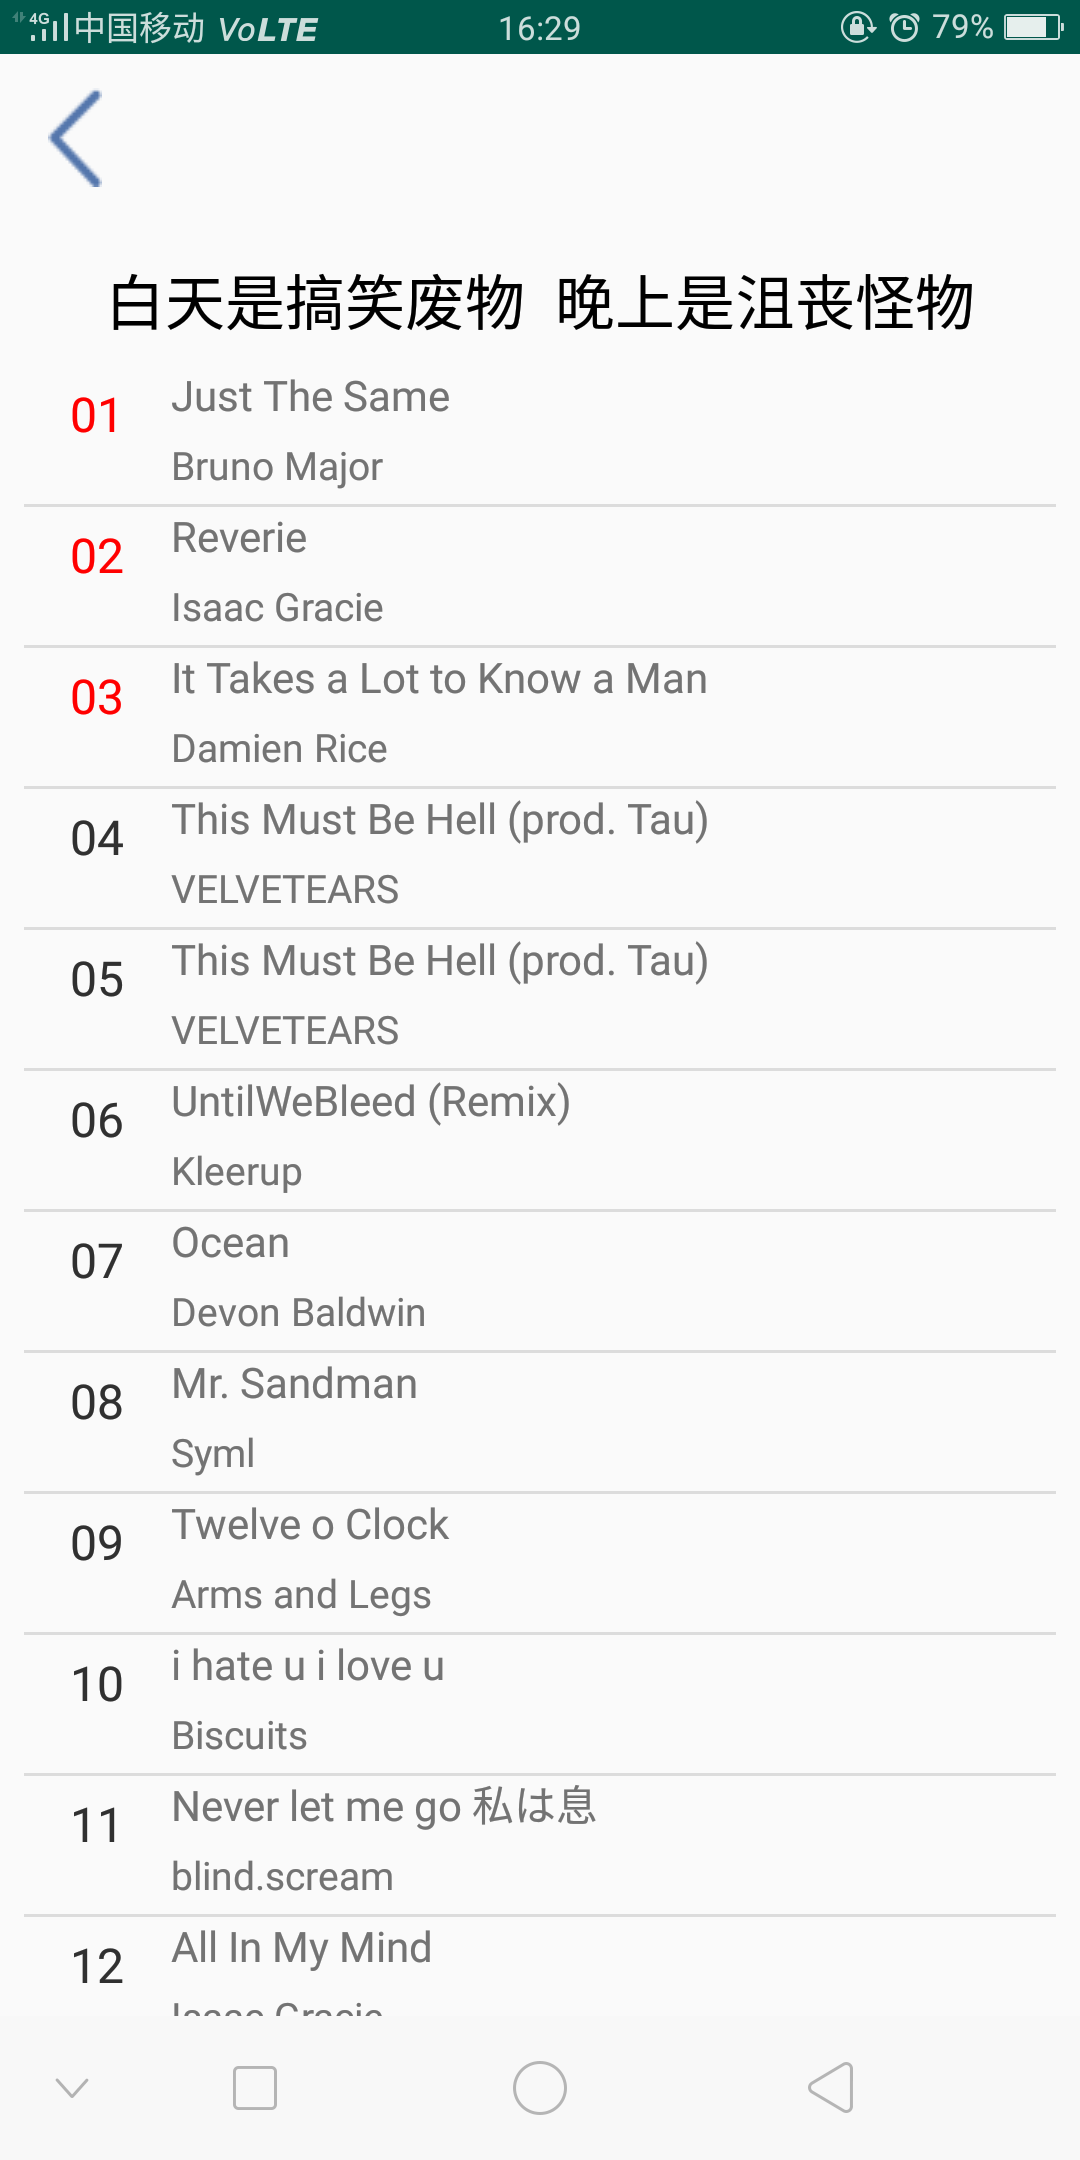 4G 中国移动 VoLTE 16:29 79%
白天是搞笑废物 晚上是沮丧怪物
01 Just The Same
Bruno Major
02 Reverie
Isaac Gracie
03 It Takes a Lot to Know a Man
Damien Rice
04 This Must Be Hell (prod. Tau)
VELVETEARS
05 This Must Be Hell (prod. Tau)
VELVETEARS
06 UntilWeBleed (Remix)
Kleerup
07 Ocean
Devon Baldwin
08 Mr. Sandman
Syml
09 Twelve o Clock
Arms and Legs
10 i hate u i love u
Biscuits
11 Never let me go 私は息
blind.scream
12 All In My Mind
Isaac Gracie